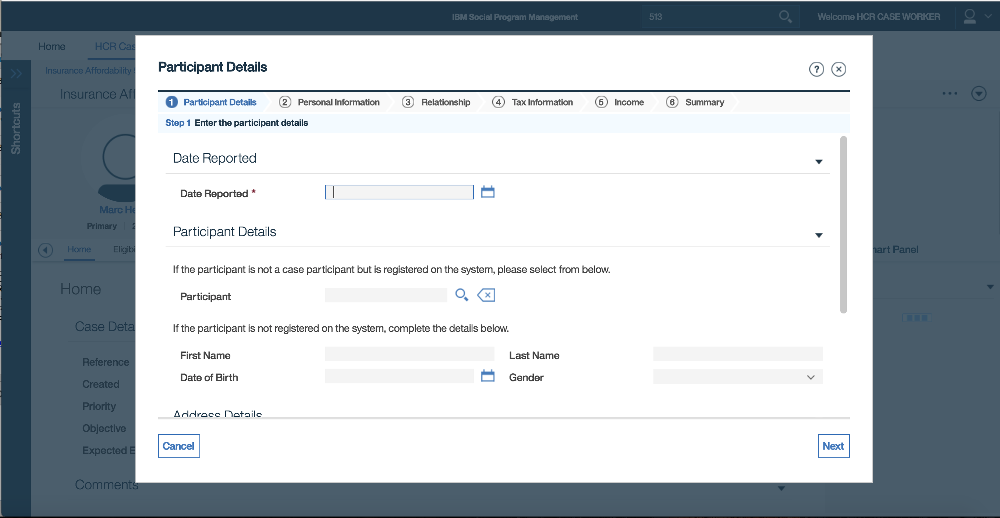 IBM Social Program Management
513
Welcome HCR CASE WORKER
Home
HCR Cas
Insurance Affordability
Insurance Aff
Shortcuts
Marc He
Primary
Home
Eligibi
Home
Case Deta
Reference
Created
Priority
Objective
Expected E
Comments
mart Panel
Participant Details
?
1 Participant Details
2 Personal Information
3 Relationship
4 Tax Information
5 Income
6 Summary
Step 1 Enter the participant details
Date Reported
Date Reported *
Participant Details
If the participant is not a case participant but is registered on the system, please select from below.
Participant
If the participant is not registered on the system, complete the details below.
First Name
Last Name
Date of Birth
Gender
Address Details
Cancel
Next